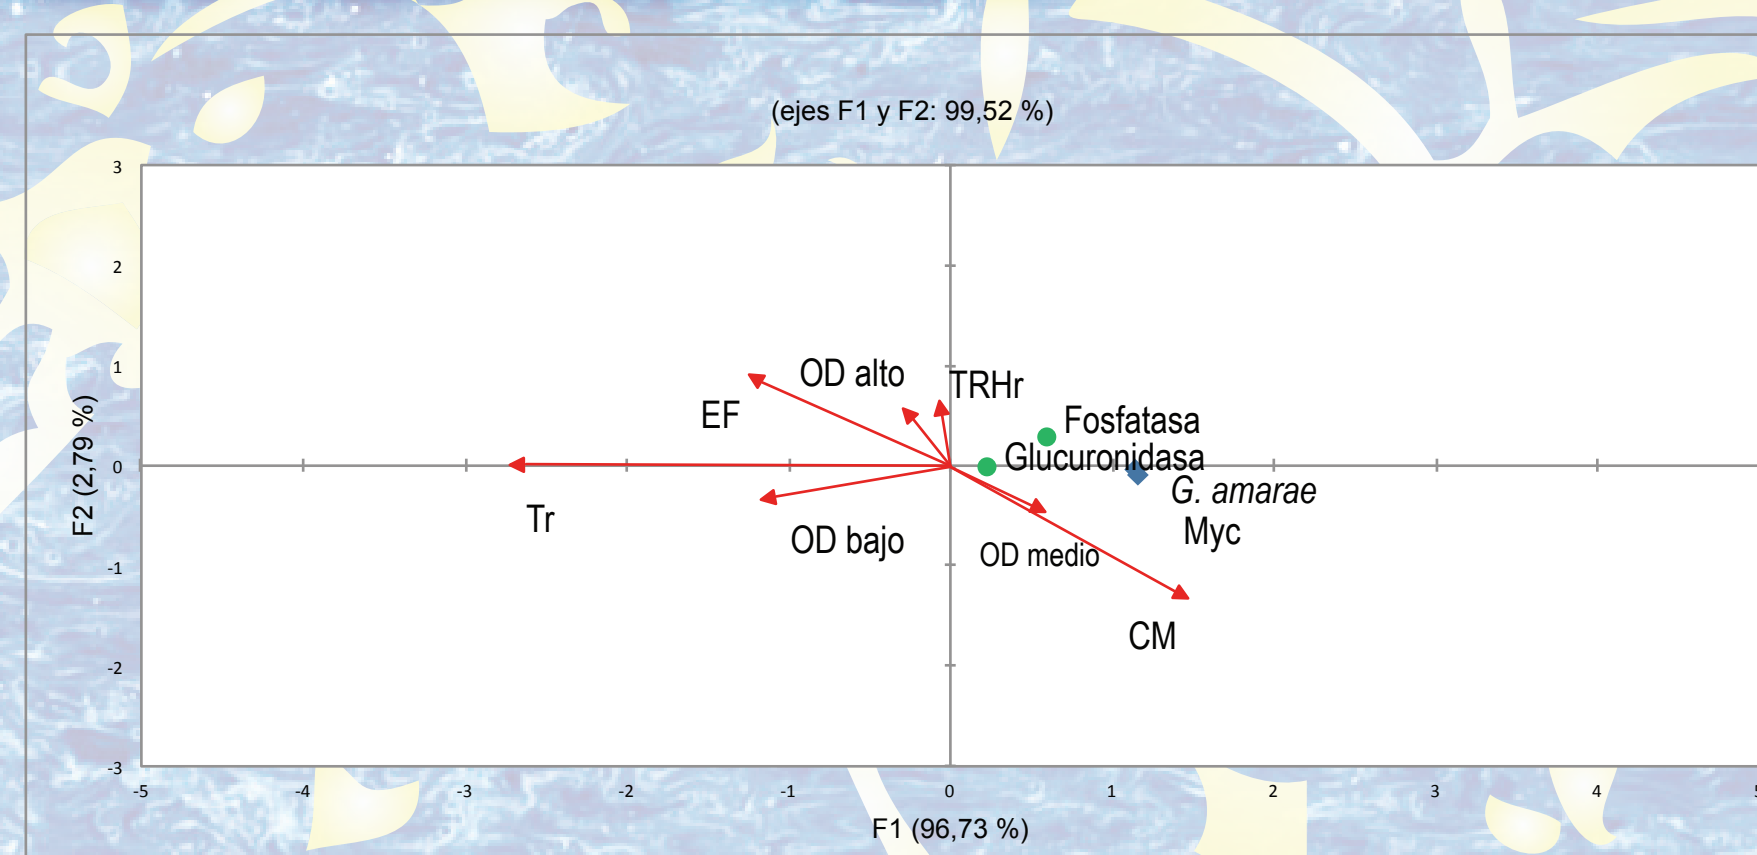 (ejes F1 y F2: 99,52 %)
3
2
1
0
-1
-2
-3
F2 (2,79 %)
OD alto
TRHr
EF
Fosfatasa
Glucuronidasa
G. amarae
Myc
Tr
OD bajo
OD medio
CM
-5 -4 -3 -2 -1 0 1 2 3 4 5
F1 (96,73 %)